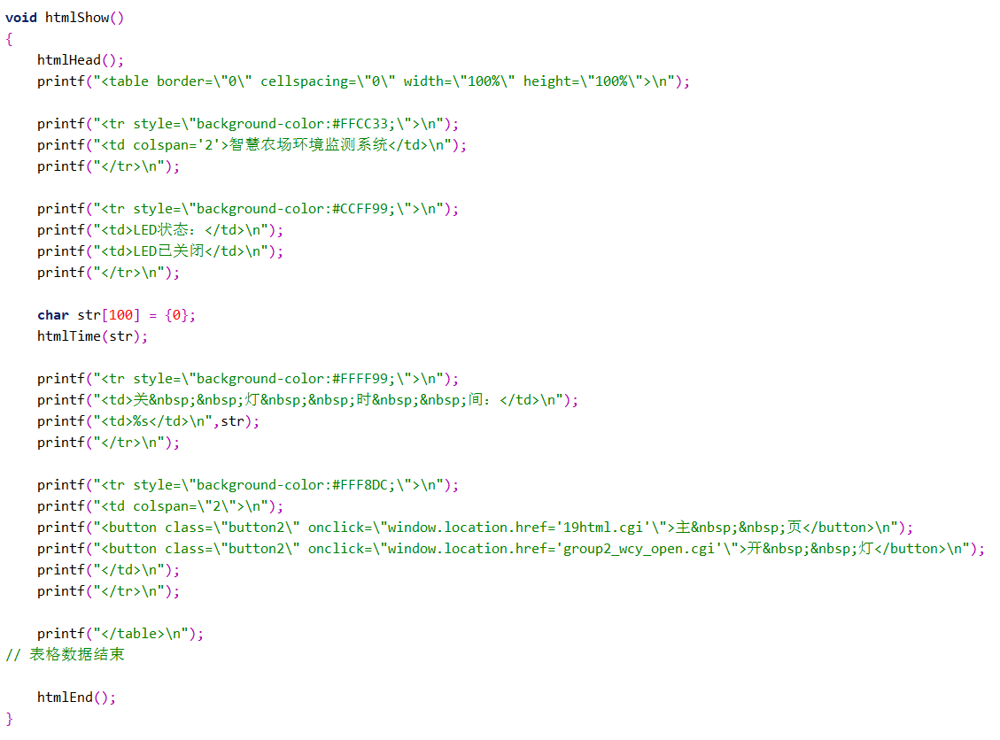 void htmlShow()
{
    htmlHead();
    printf("<table border=\"0\" cellspacing=\"0\" width=\"100%\" height=\"100%\">\n");

    printf("<tr style=\"background-color:#FFCC33;\">\n");
    printf("<td colspan='2'>智慧农场环境监测系统</td>\n");
    printf("</tr>\n");

    printf("<tr style=\"background-color:#CCFF99;\">\n");
    printf("<td>LED状态：</td>\n");
    printf("<td>LED已关闭</td>\n");
    printf("</tr>\n");

    char str[100] = {0};
    htmlTime(str);

    printf("<tr style=\"background-color:#FFFF99;\">\n");
    printf("<td>关&nbsp;&nbsp;灯&nbsp;&nbsp;时&nbsp;&nbsp;间：</td>\n");
    printf("<td>%s</td>\n",str);
    printf("</tr>\n");

    printf("<tr style=\"background-color:#FFF8DC;\">\n");
    printf("<td colspan=\"2\">\n");
    printf("<button class=\"button2\" onclick=\"window.location.href='19html.cgi'\">主&nbsp;&nbsp;页</button>\n");
    printf("<button class=\"button2\" onclick=\"window.location.href='group2_wcy_open.cgi'\">开&nbsp;&nbsp;灯</button>\n");
    printf("</td>\n");
    printf("</tr>\n");

    printf("</table>\n");
// 表格数据结束

    htmlEnd();
}